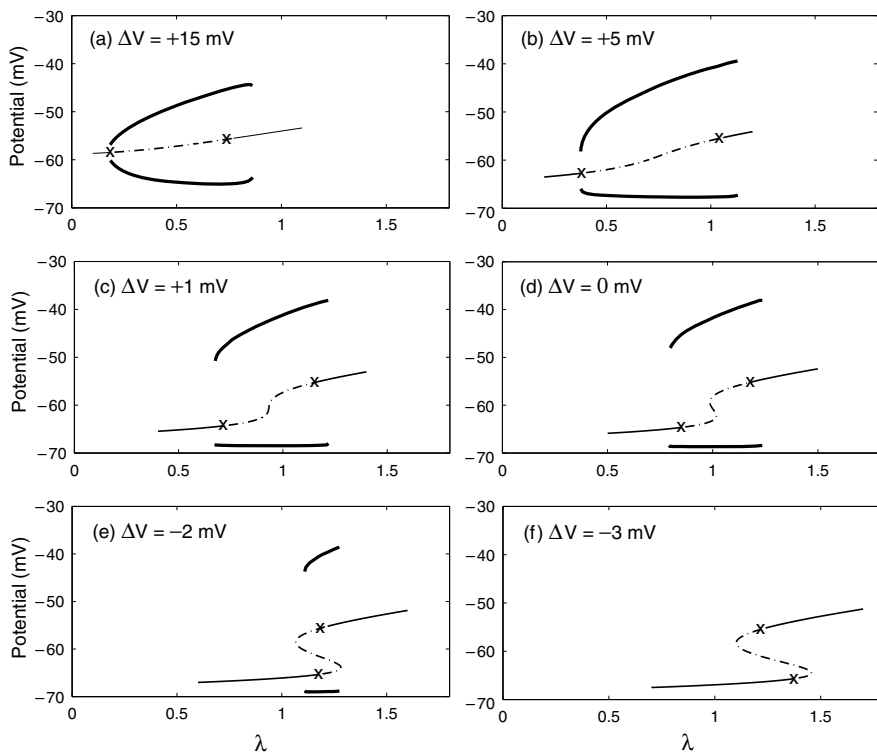 (a) ΔV = +15 mV
(b) ΔV = +5 mV
Potential (mV)
−30
−40
−50
−60
−70
0
0.5
1
1.5
x
x
−30
−40
−50
−60
−70
0
0.5
1
1.5
x
x
(c) ΔV = +1 mV
(d) ΔV = 0 mV
Potential (mV)
−30
−40
−50
−60
−70
0
0.5
1
1.5
x
x
−30
−40
−50
−60
−70
0
0.5
1
1.5
x
x
(e) ΔV = −2 mV
(f) ΔV = −3 mV
Potential (mV)
−30
−40
−50
−60
−70
0
0.5
1
1.5
x
x
λ
−30
−40
−50
−60
−70
0
0.5
1
1.5
x
x
λ